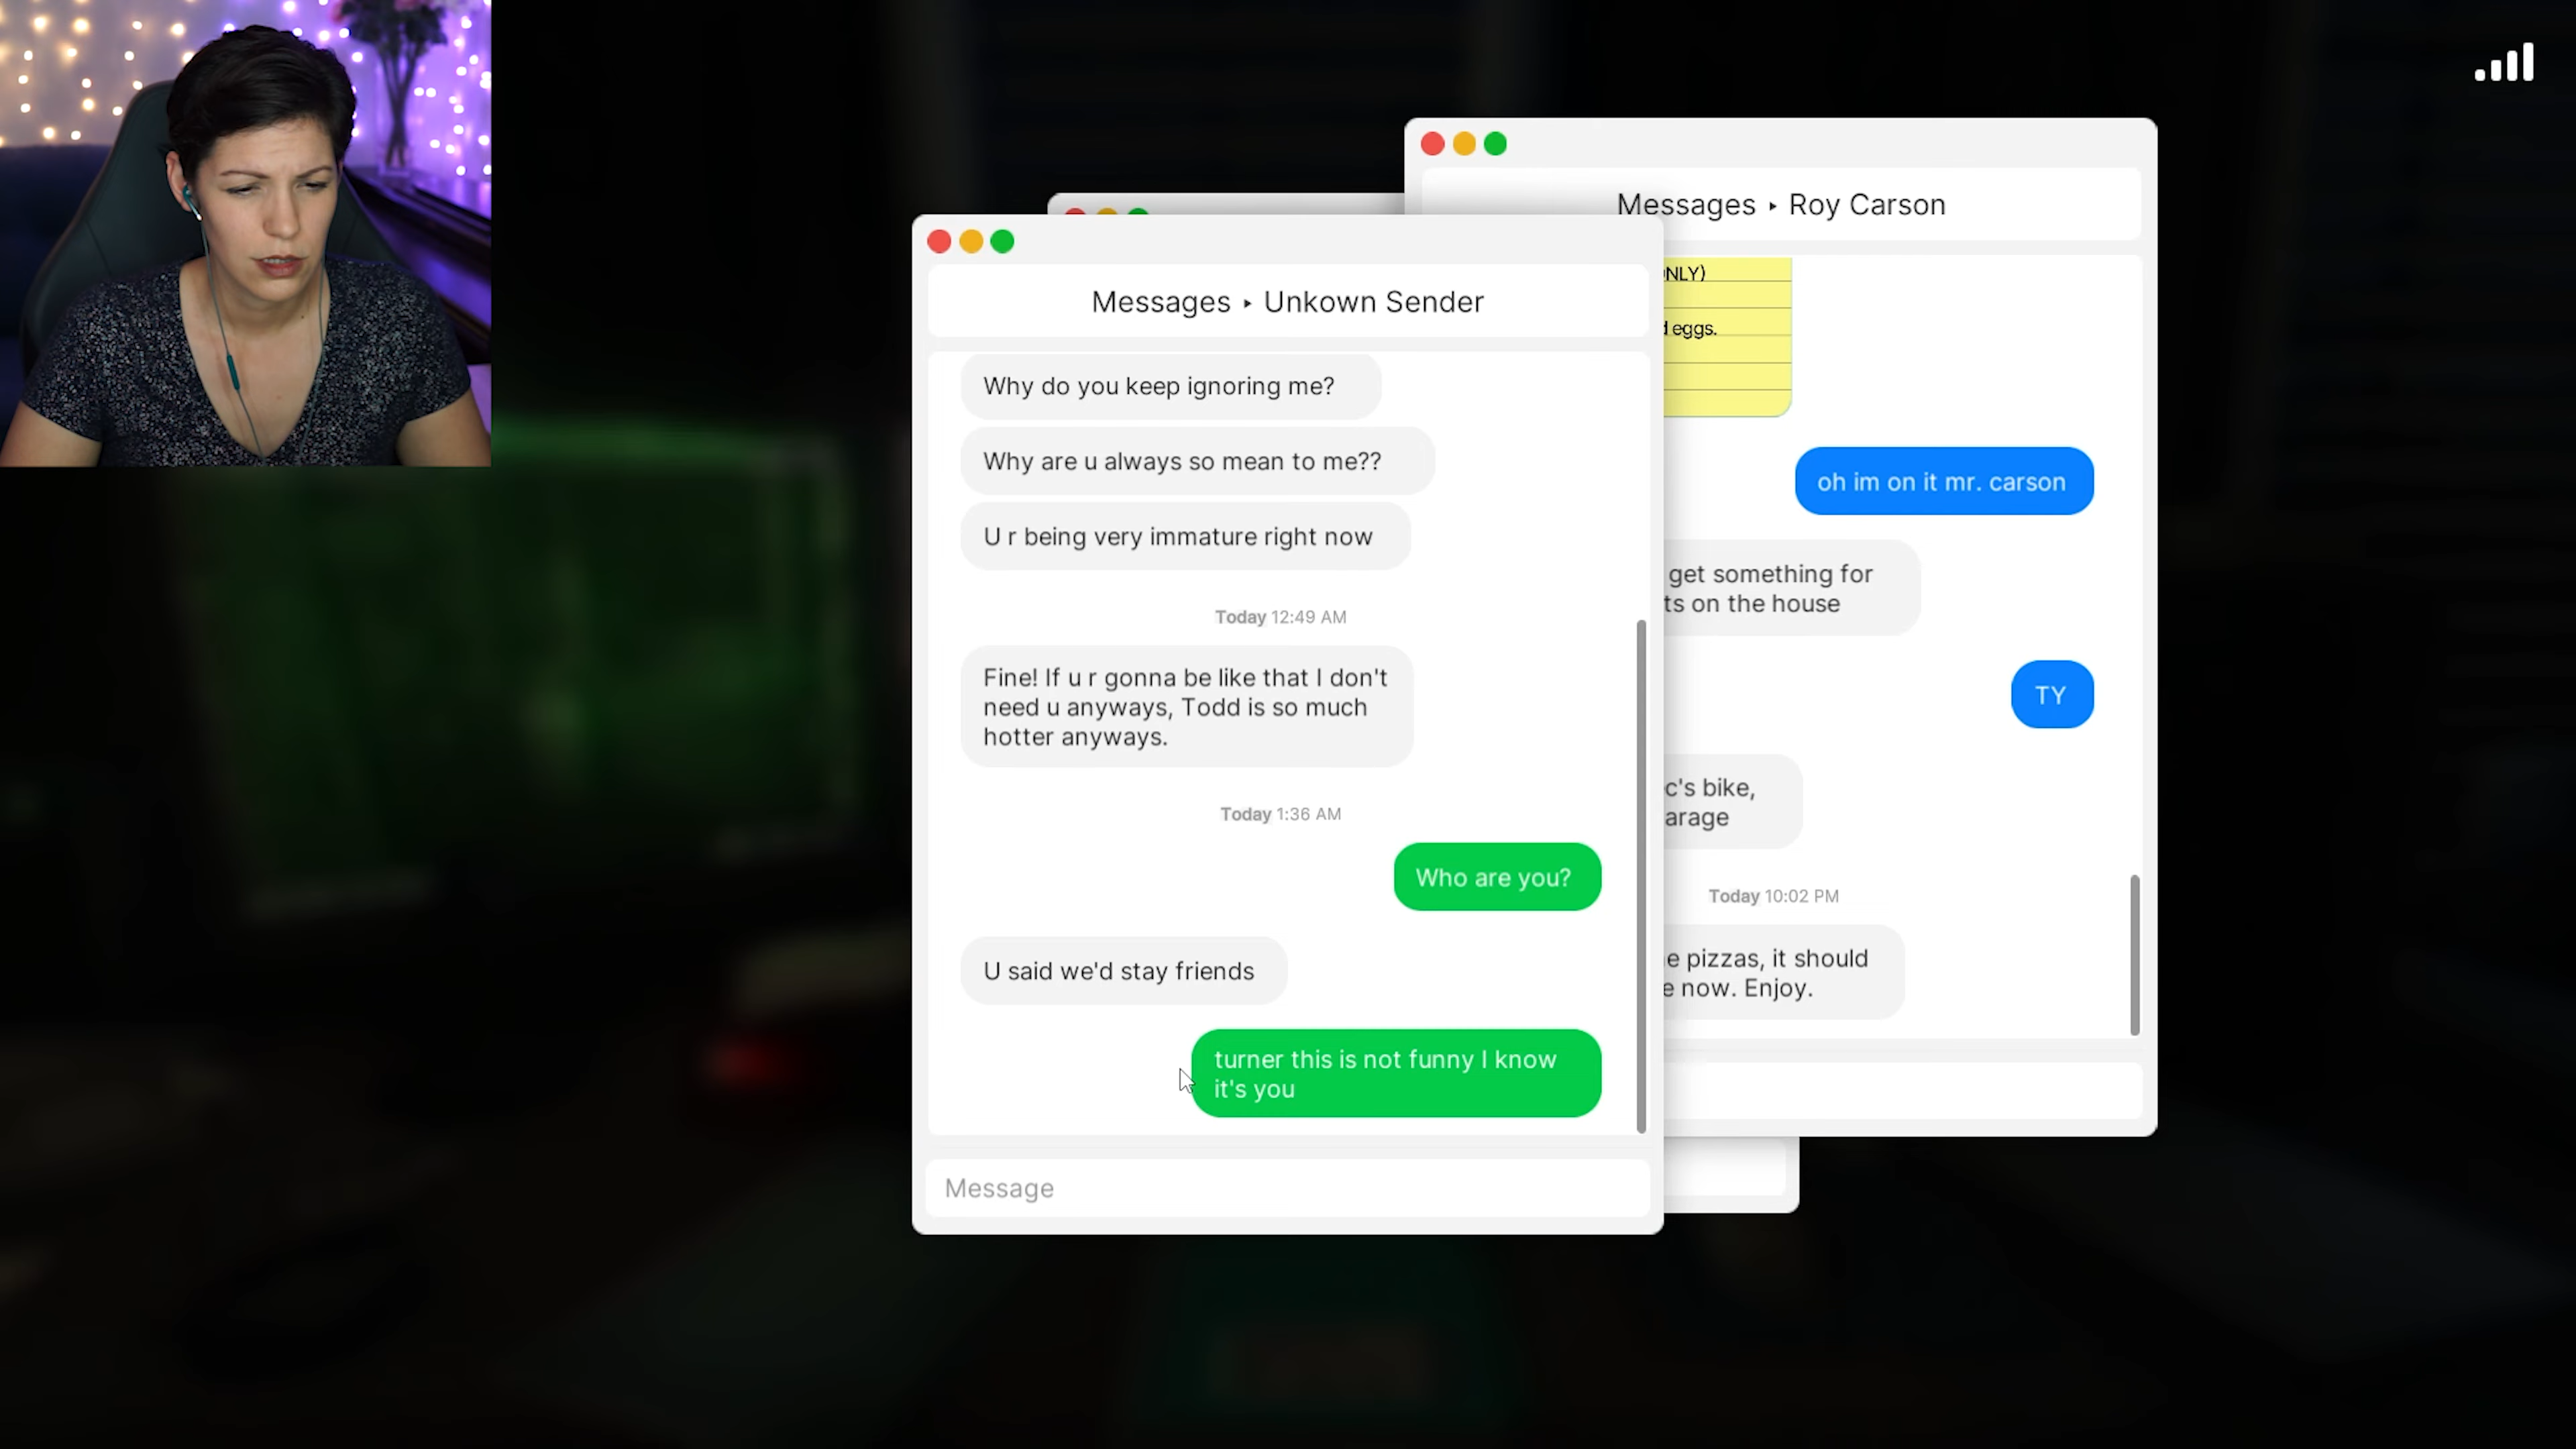 Messages ▸ Unkown Sender
Why do you keep ignoring me?
Why are u always so mean to me??
U r being very immature right now
Today 12:49 AM
Fine! If u r gonna be like that I don't
need u anyways, Todd is so much
hotter anyways.
Today 1:36 AM
Who are you?
U said we'd stay friends
turner this is not funny I know
it's you
Message
Messages ▸ Roy Carson
NLY)
eggs.
oh im on it mr. carson
get something for
ts on the house
TY
c's bike,
arage
Today 10:02 PM
e pizzas, it should
e now. Enjoy.